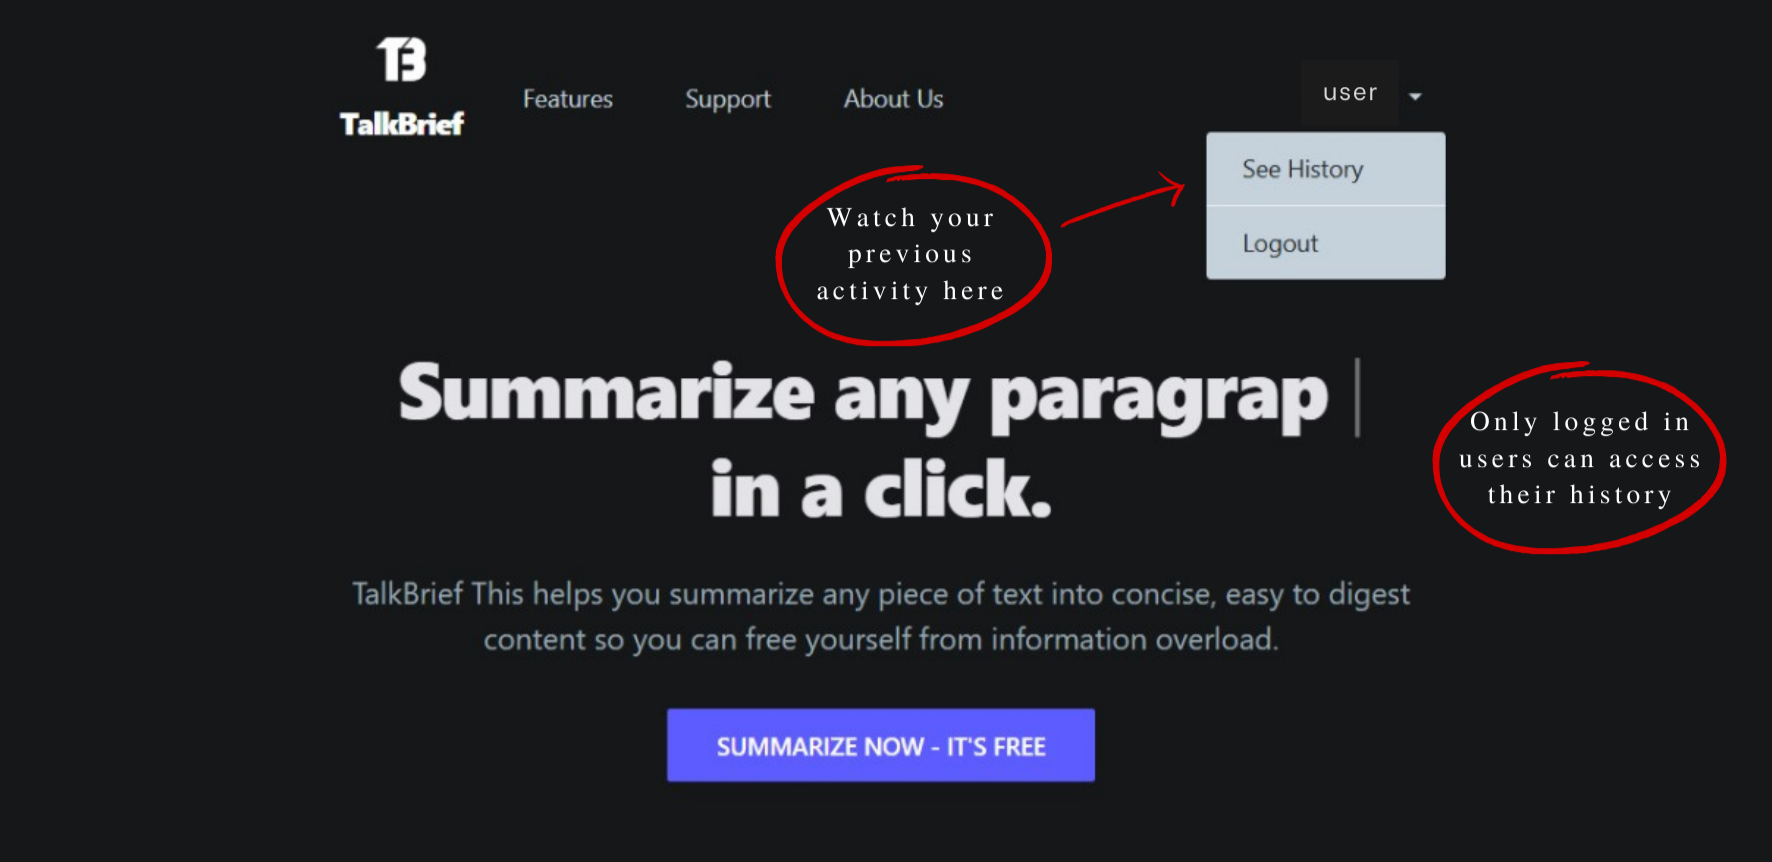 TB
TalkBrief
Features
Support
About Us
user
See History
Logout
Watch your
previous
activity here
Summarize any paragrap
in a click.
Only logged in
users can access
their history
TalkBrief This helps you summarize any piece of text into concise, easy to digest
content so you can free yourself from information overload.
SUMMARIZE NOW - IT'S FREE